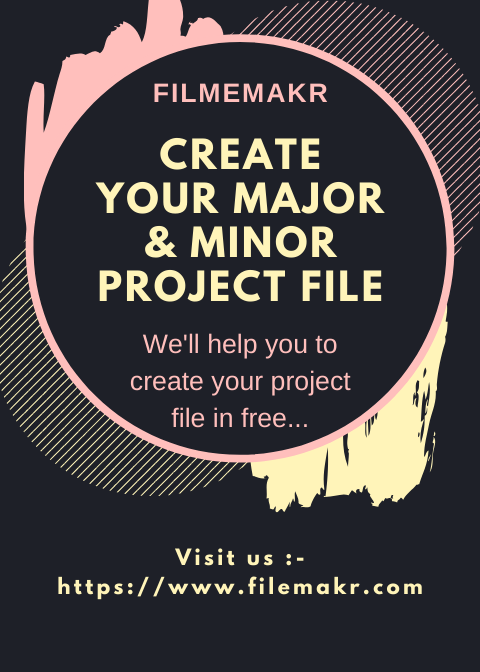 FILMEMAKR
CREATE
YOUR MAJOR
& MINOR
PROJECT FILE
We'll help you to
create your project
file in free...
Visit us :-
https://www.filemakr.com